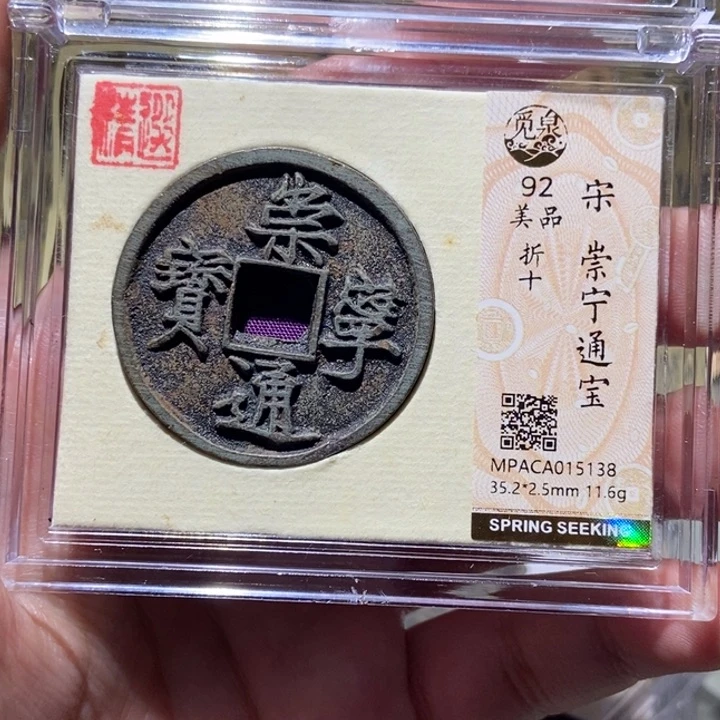 精選
崇寧通寶
觅泉
92
美品
折十
宋 崇宁通宝
MPACA015138
35.2*2.5mm 11.6g
SPRING SEEKING